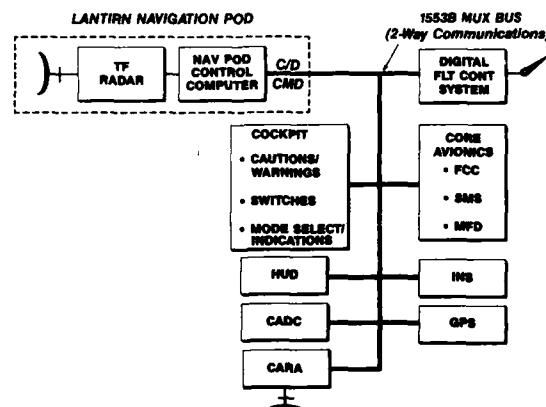 LANTIRN NAVIGATION POD
1553B MUX BUS
(2-Way Communications)
TF
RADAR
NAV POD
CONTROL
COMPUTER
C/D
CMD
DIGITAL
FLT CONT
SYSTEM
COCKPIT
• CAUTIONS/
WARNINGS
• SWITCHES
• MODE SELECT/
INDICATIONS
CORE
AVIONICS
• FCC
• SMS
• MFD
HUD
INS
CADC
GPS
CARA